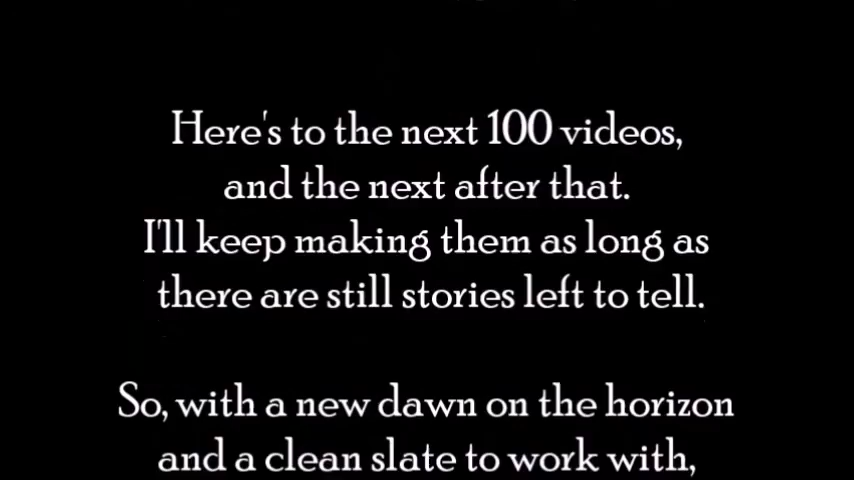 Here's to the next 100 videos,
and the next after that.
I'll keep making them as long as
there are still stories left to tell.
So, with a new dawn on the horizon
and a clean slate to work with,